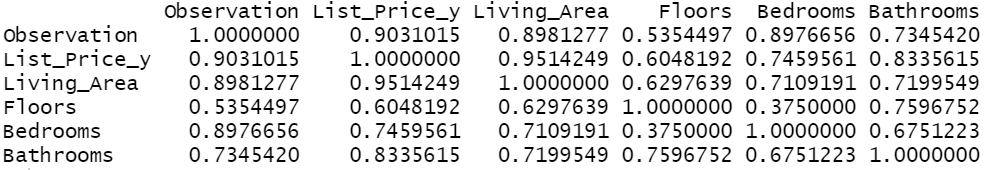 Observation List_Price_y Living_Area Floors Bedrooms Bathrooms
Observation 1.0000000 0.9031015 0.8981277 0.5354497 0.8976656 0.7345420
List_Price_y 0.9031015 1.0000000 0.9514249 0.6048192 0.7459561 0.8335615
Living_Area 0.8981277 0.9514249 1.0000000 0.6297639 0.7109191 0.7199549
Floors 0.5354497 0.6048192 0.6297639 1.0000000 0.3750000 0.7596752
Bedrooms 0.8976656 0.7459561 0.7109191 0.3750000 1.0000000 0.6751223
Bathrooms 0.7345420 0.8335615 0.7199549 0.7596752 0.6751223 1.0000000